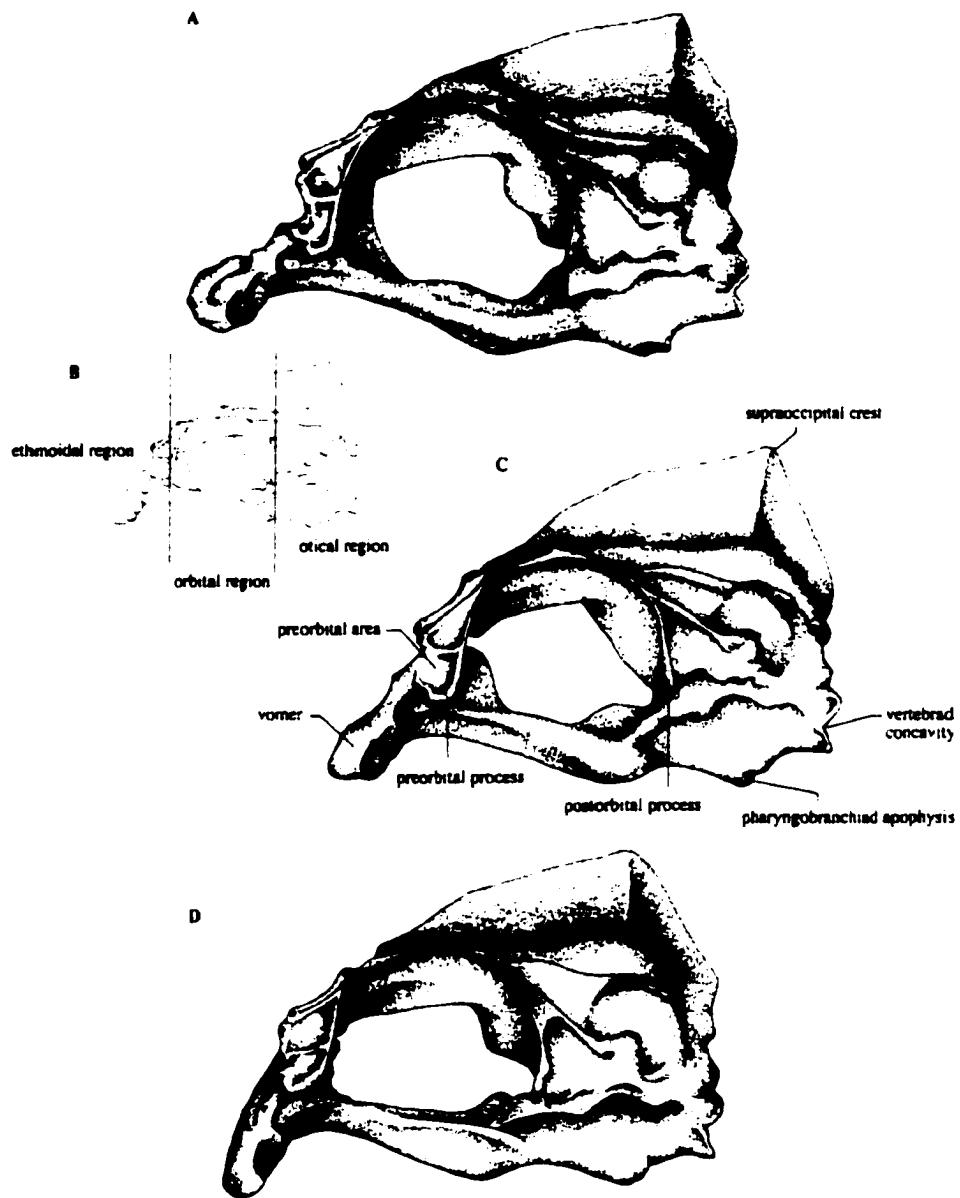 A
B
ethmoidal region
otical region
orbital region
C
supraoccipital crest
preorbital area
vomer
preorbital process
postorbital process
vertebrad
concavity
pharyngobranchiad apophysis
D